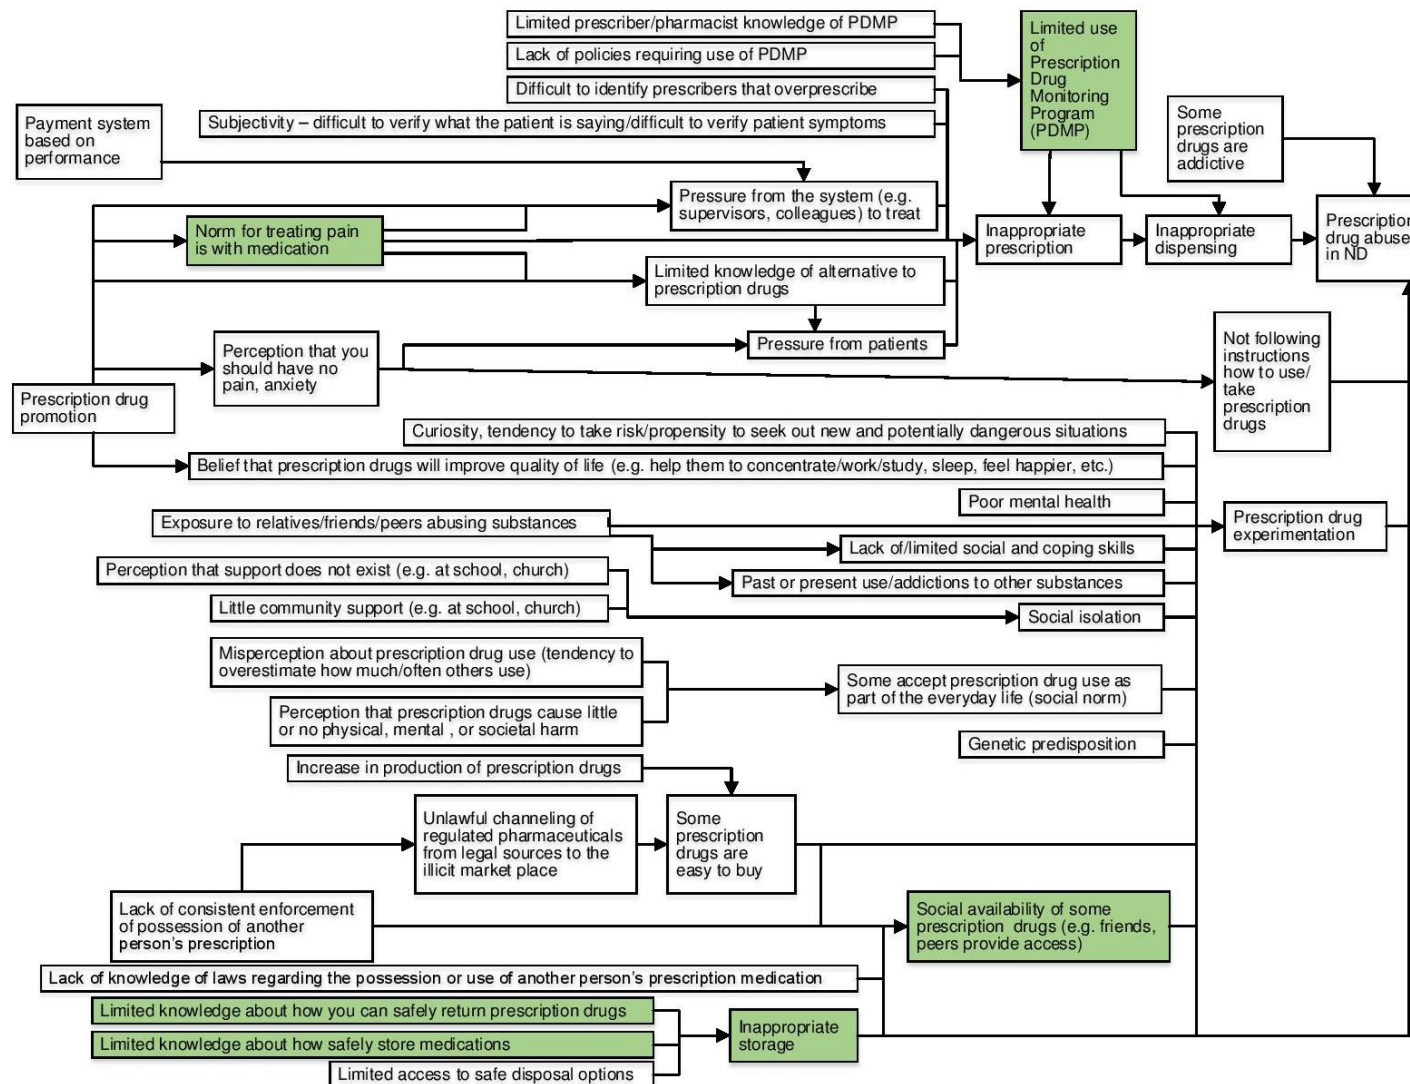 Limited prescriber/pharmacist knowledge of PDMP
Lack of policies requiring use of PDMP
Difficult to identify prescribers that overprescribe
Subjectivity – difficult to verify what the patient is saying/difficult to verify patient symptoms
Limited use
of
Prescription
Drug
Monitoring
Program
(PDMP)
Some
prescription
drugs are
addictive
Payment system
based on
performance
Pressure from the system (e.g.
supervisors, colleagues) to treat
Norm for treating pain
is with medication
Inappropriate
prescription
Inappropriate
dispensing
Prescription
drug abuse
in ND
Limited knowledge of alternative to
prescription drugs
Pressure from patients
Perception that you
should have no
pain, anxiety
Not following
instructions
how to use/
take
prescription
drugs
Prescription drug
promotion
Curiosity, tendency to take risk/propensity to seek out new and potentially dangerous situations
Belief that prescription drugs will improve quality of life (e.g. help them to concentrate/work/study, sleep, feel happier, etc.)
Poor mental health
Exposure to relatives/friends/peers abusing substances
Prescription drug
experimentation
Lack of/limited social and coping skills
Perception that support does not exist (e.g. at school, church)
Past or present use/addictions to other substances
Little community support (e.g. at school, church)
Social isolation
Misperception about prescription drug use (tendency to
overestimate how much/often others use)
Some accept prescription drug use as
part of the everyday life (social norm)
Perception that prescription drugs cause little
or no physical, mental , or societal harm
Genetic predisposition
Increase in production of prescription drugs
Unlawful channeling of
regulated pharmaceuticals
from legal sources to the
illicit market place
Some
prescription
drugs are
easy to buy
Lack of consistent enforcement
of possession of another
person's prescription
Social availability of some
prescription drugs (e.g. friends,
peers provide access)
Lack of knowledge of laws regarding the possession or use of another person's prescription medication
Limited knowledge about how you can safely return prescription drugs
Limited knowledge about how safely store medications
Inappropriate
storage
Limited access to safe disposal options